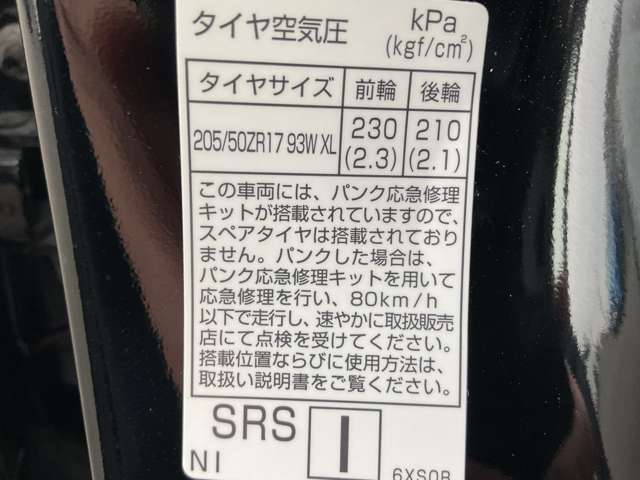 タイヤ空気圧 kPa
(kgf/cm²)
タイヤサイズ 前輪 後輪
205/50ZR17 93W XL 230 210
(2.3) (2.1)
この車両には、パンク応急修理
キットが搭載されていますので、
スペアタイヤは搭載されており
ません。パンクした場合は、
パンク応急修理キットを用いて
応急修理を行い、80km/h
以下で走行し、速やかに取扱販売
店にて点検を受けてください。
搭載位置ならびに使用方法は、
取扱い説明書をご覧ください。
SRS I
NI 6XS0B